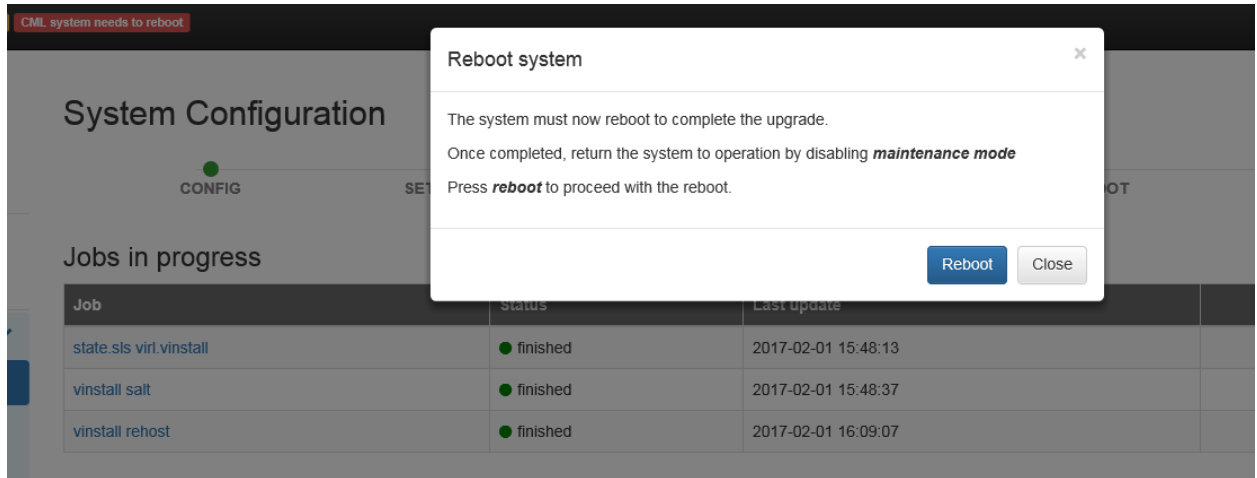 CML system needs to reboot
Reboot system
×
System Configuration
The system must now reboot to complete the upgrade.
Once completed, return the system to operation by disabling maintenance mode
Press reboot to proceed with the reboot.
CONFIG
SET
OT
Jobs in progress
Reboot
Close
Job Status Last update
state.sls virl.vinstall finished 2017-02-01 15:48:13
vinstall salt finished 2017-02-01 15:48:37
vinstall rehost finished 2017-02-01 16:09:07